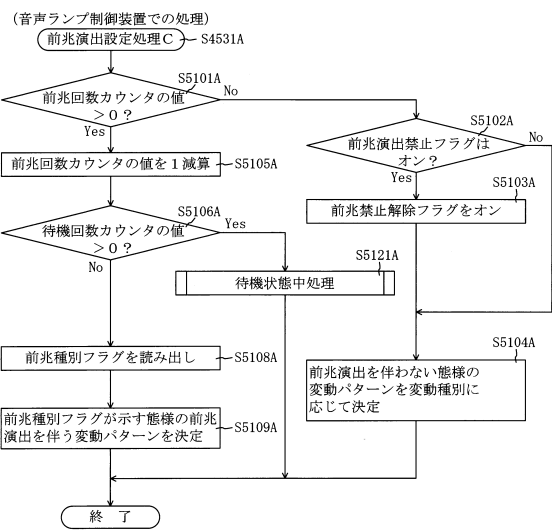 (音声ランプ制御装置での処理)
前兆演出設定処理C
S4531A
S5101A
前兆回数カウンタの値
>0?
No
Yes
S5102A
前兆演出禁止フラグは
オン?
No
Yes
前兆回数カウンタの値を1減算
S5105A
S5103A
前兆禁止解除フラグをオン
S5106A
待機回数カウンタの値
>0?
Yes
No
S5121A
待機状態中処理
前兆種別フラグを読み出し
S5108A
S5104A
前兆演出を伴わない態様の
変動パターンを変動種別に
応じて決定
前兆種別フラグが示す態様の前兆
演出を伴う変動パターンを決定
S5109A
終 了